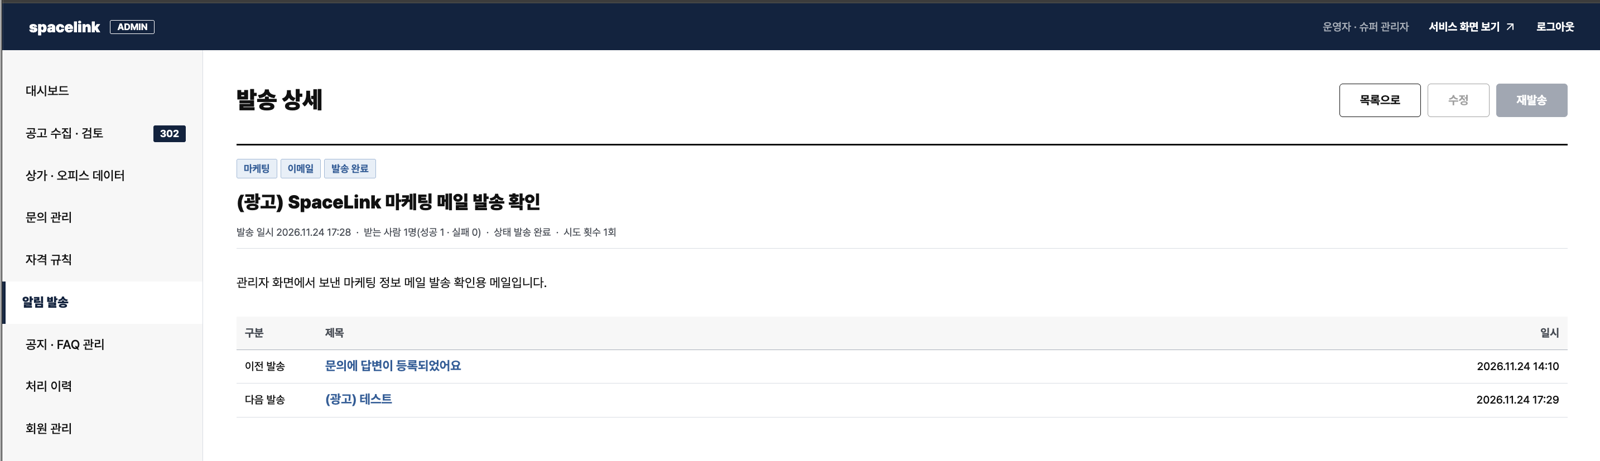 spacelink ADMIN 운영자 · 슈퍼 관리자 서비스 화면 보기 로그아웃
대시보드
공고 수집 · 검토 302
상가 · 오피스 데이터
문의 관리
자격 규칙
알림 발송
공지 · FAQ 관리
처리 이력
회원 관리
발송 상세 목록으로 수정 재발송
마케팅 이메일 발송 완료
(광고) SpaceLink 마케팅 메일 발송 확인
발송 일시 2026.11.24 17:28 · 받는 사람 1명(성공 1 · 실패 0) · 상태 발송 완료 · 시도 횟수 1회
관리자 화면에서 보낸 마케팅 정보 메일 발송 확인용 메일입니다.
구분 제목 일시
이전 발송 문의에 답변이 등록되었어요 2026.11.24 14:10
다음 발송 (광고) 테스트 2026.11.24 17:29